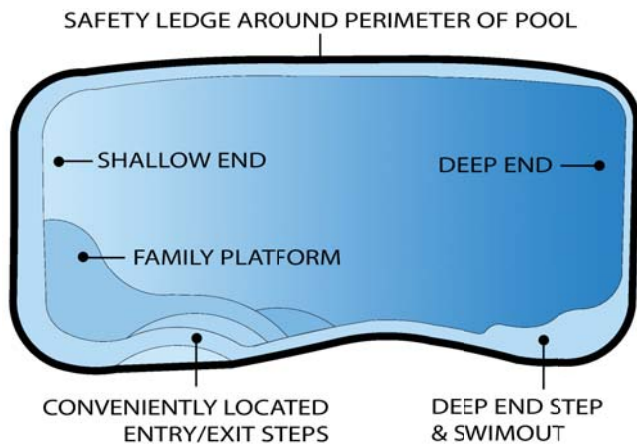 SAFETY LEDGE AROUND PERIMETER OF POOL
SHALLOW END
DEEP END
FAMILY PLATFORM
CONVENIENTLY LOCATED
ENTRY/EXIT STEPS
DEEP END STEP
& SWIMOUT